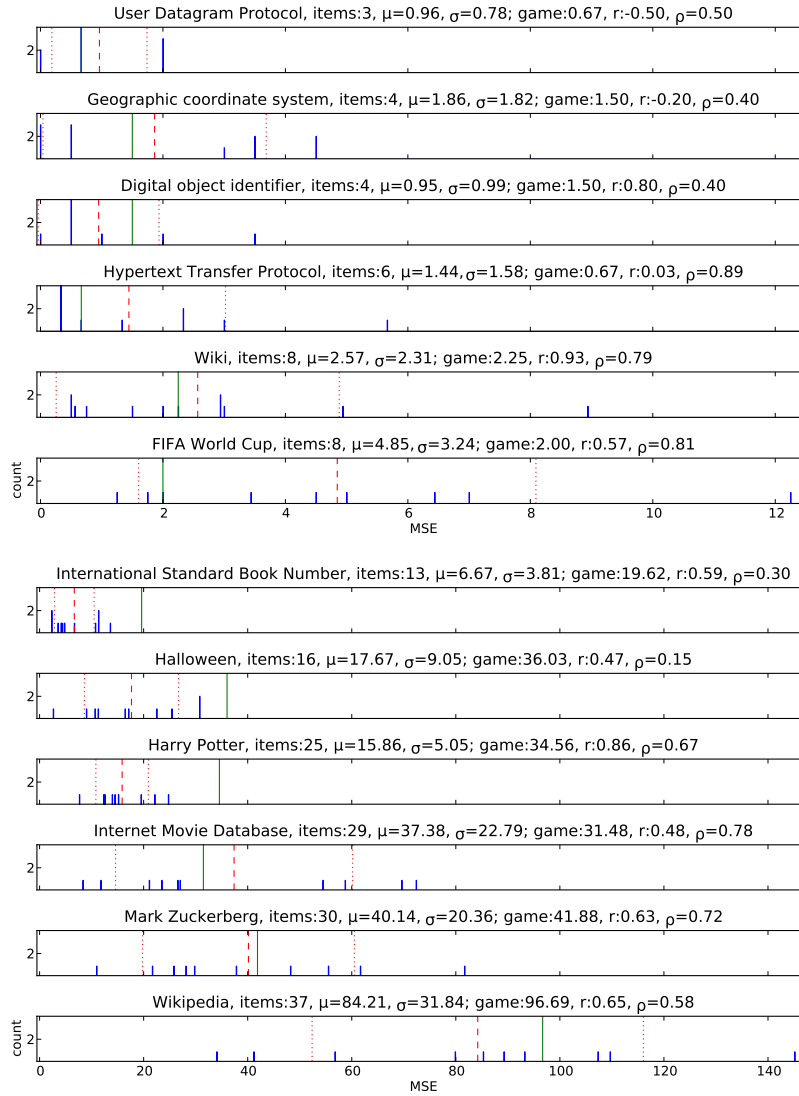 User Datagram Protocol, items:3, μ=0.96, σ=0.78; game:0.67, r:-0.50, ρ=0.50
2
Geographic coordinate system, items:4, μ=1.86, σ=1.82; game:1.50, r:-0.20, ρ=0.40
2
Digital object identifier, items:4, μ=0.95, σ=0.99; game:1.50, r:0.80, ρ=0.40
2
Hypertext Transfer Protocol, items:6, μ=1.44, σ=1.58; game:0.67, r:0.03, ρ=0.89
2
Wiki, items:8, μ=2.57, σ=2.31; game:2.25, r:0.93, ρ=0.79
2
FIFA World Cup, items:8, μ=4.85, σ=3.24; game:2.00, r:0.57, ρ=0.81
count
2
0 2 4 6 8 10 12
MSE
International Standard Book Number, items:13, μ=6.67, σ=3.81; game:19.62, r:0.59, ρ=0.30
2
Halloween, items:16, μ=17.67, σ=9.05; game:36.03, r:0.47, ρ=0.15
2
Harry Potter, items:25, μ=15.86, σ=5.05; game:34.56, r:0.86, ρ=0.67
2
Internet Movie Database, items:29, μ=37.38, σ=22.79; game:31.48, r:0.48, ρ=0.78
2
Mark Zuckerberg, items:30, μ=40.14, σ=20.36; game:41.88, r:0.63, ρ=0.72
2
Wikipedia, items:37, μ=84.21, σ=31.84; game:96.69, r:0.65, ρ=0.58
count
2
0 20 40 60 80 100 120 140
MSE